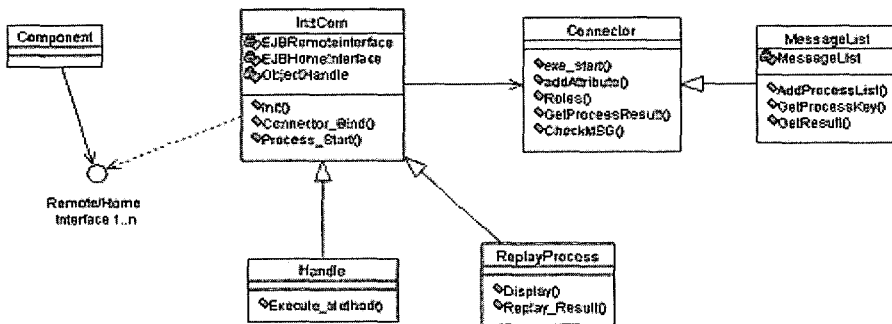 Component
Remote/Home
Interface 1..n
InitCom
EJBRemoteInterface
EJBHomeInterface
ObjectHandle
Init()
Connector_Bind()
Process_Start()
Connector
exe_start()
addAttribute()
Roles()
GetProcessResult()
CheckMSG()
MessageList
MessageList
AddProcessList()
GetProcessKey()
GetResult()
Handle
Execute_Method()
ReplayProcess
Display()
Replay_Result()